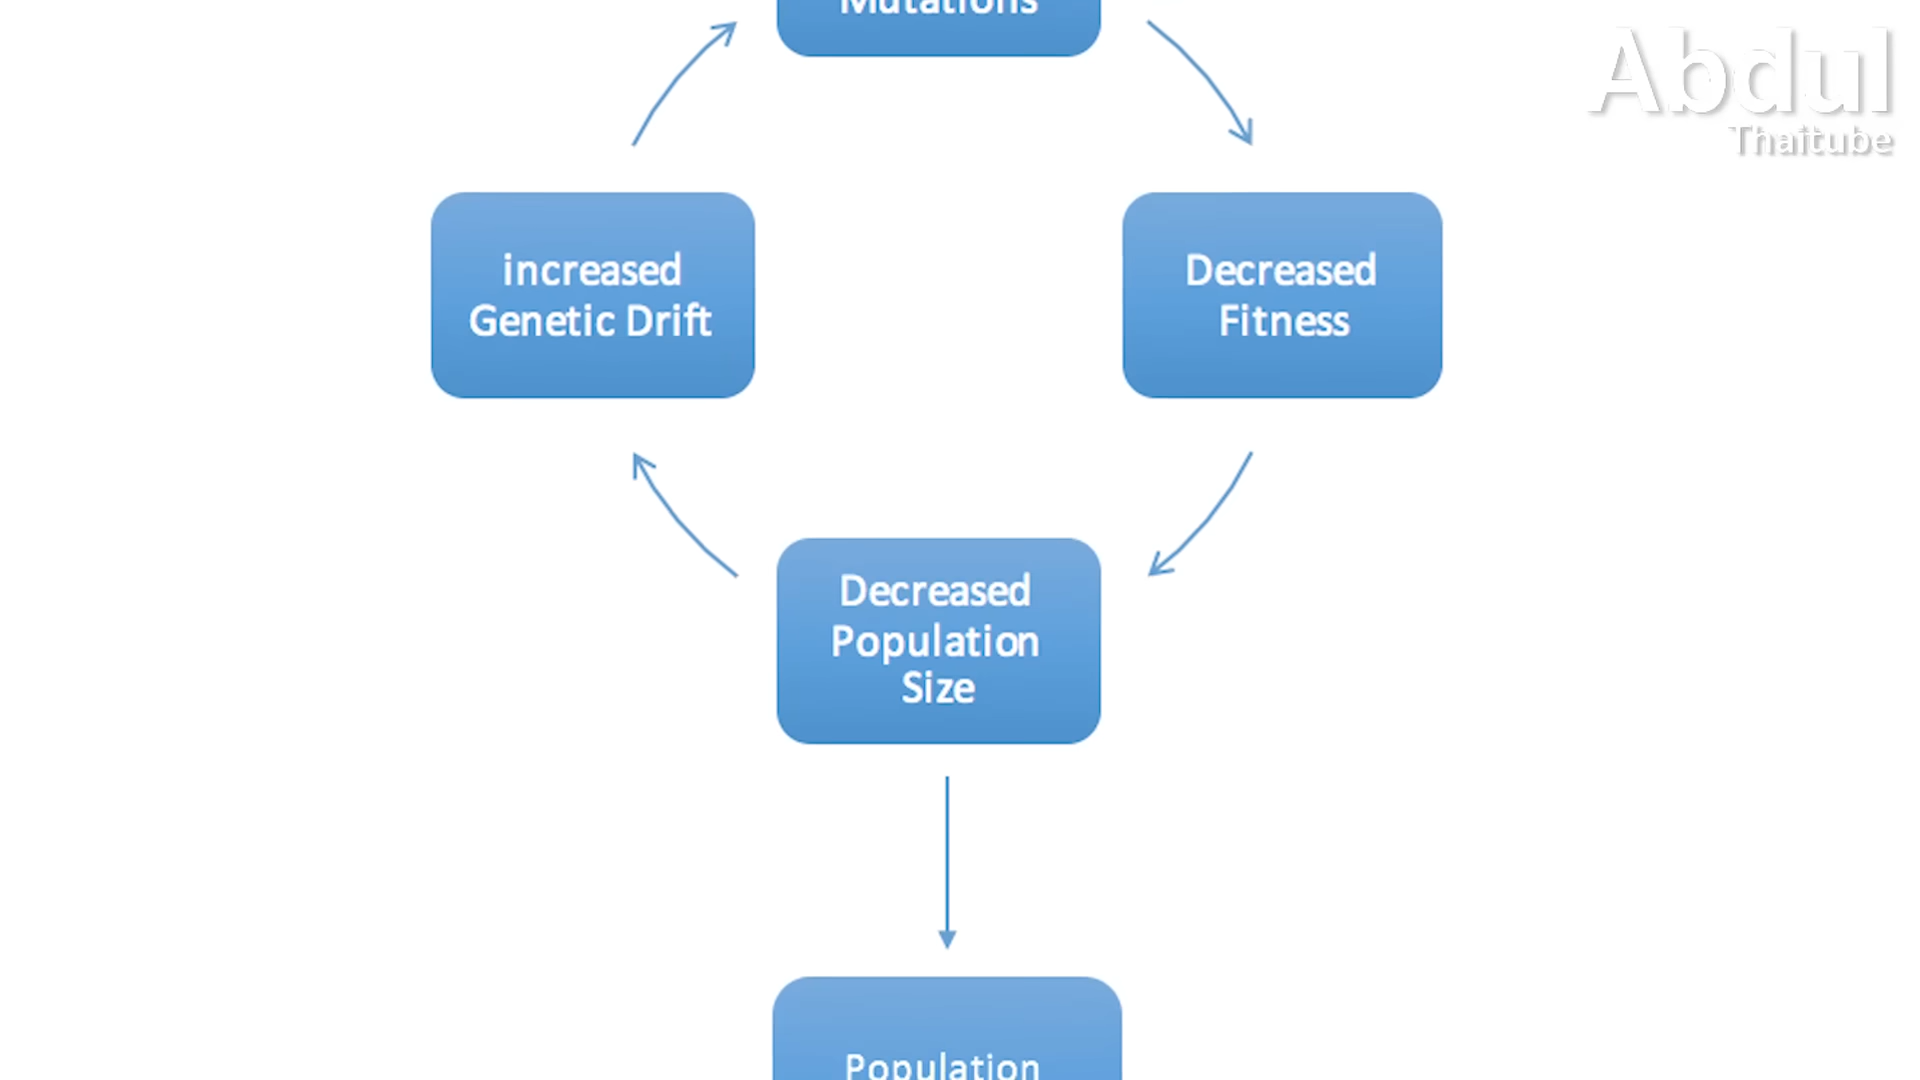 Mutations
Abdul
Thaitube
increased
Genetic Drift
Decreased
Fitness
Decreased
Population
Size
Population